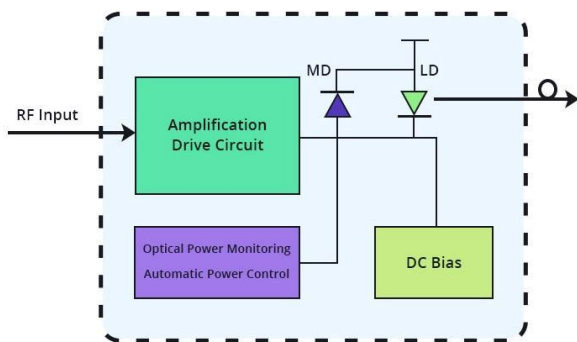 MD
LD
RF Input
Amplification
Drive Circuit
Optical Power Monitoring
Automatic Power Control
DC Bias